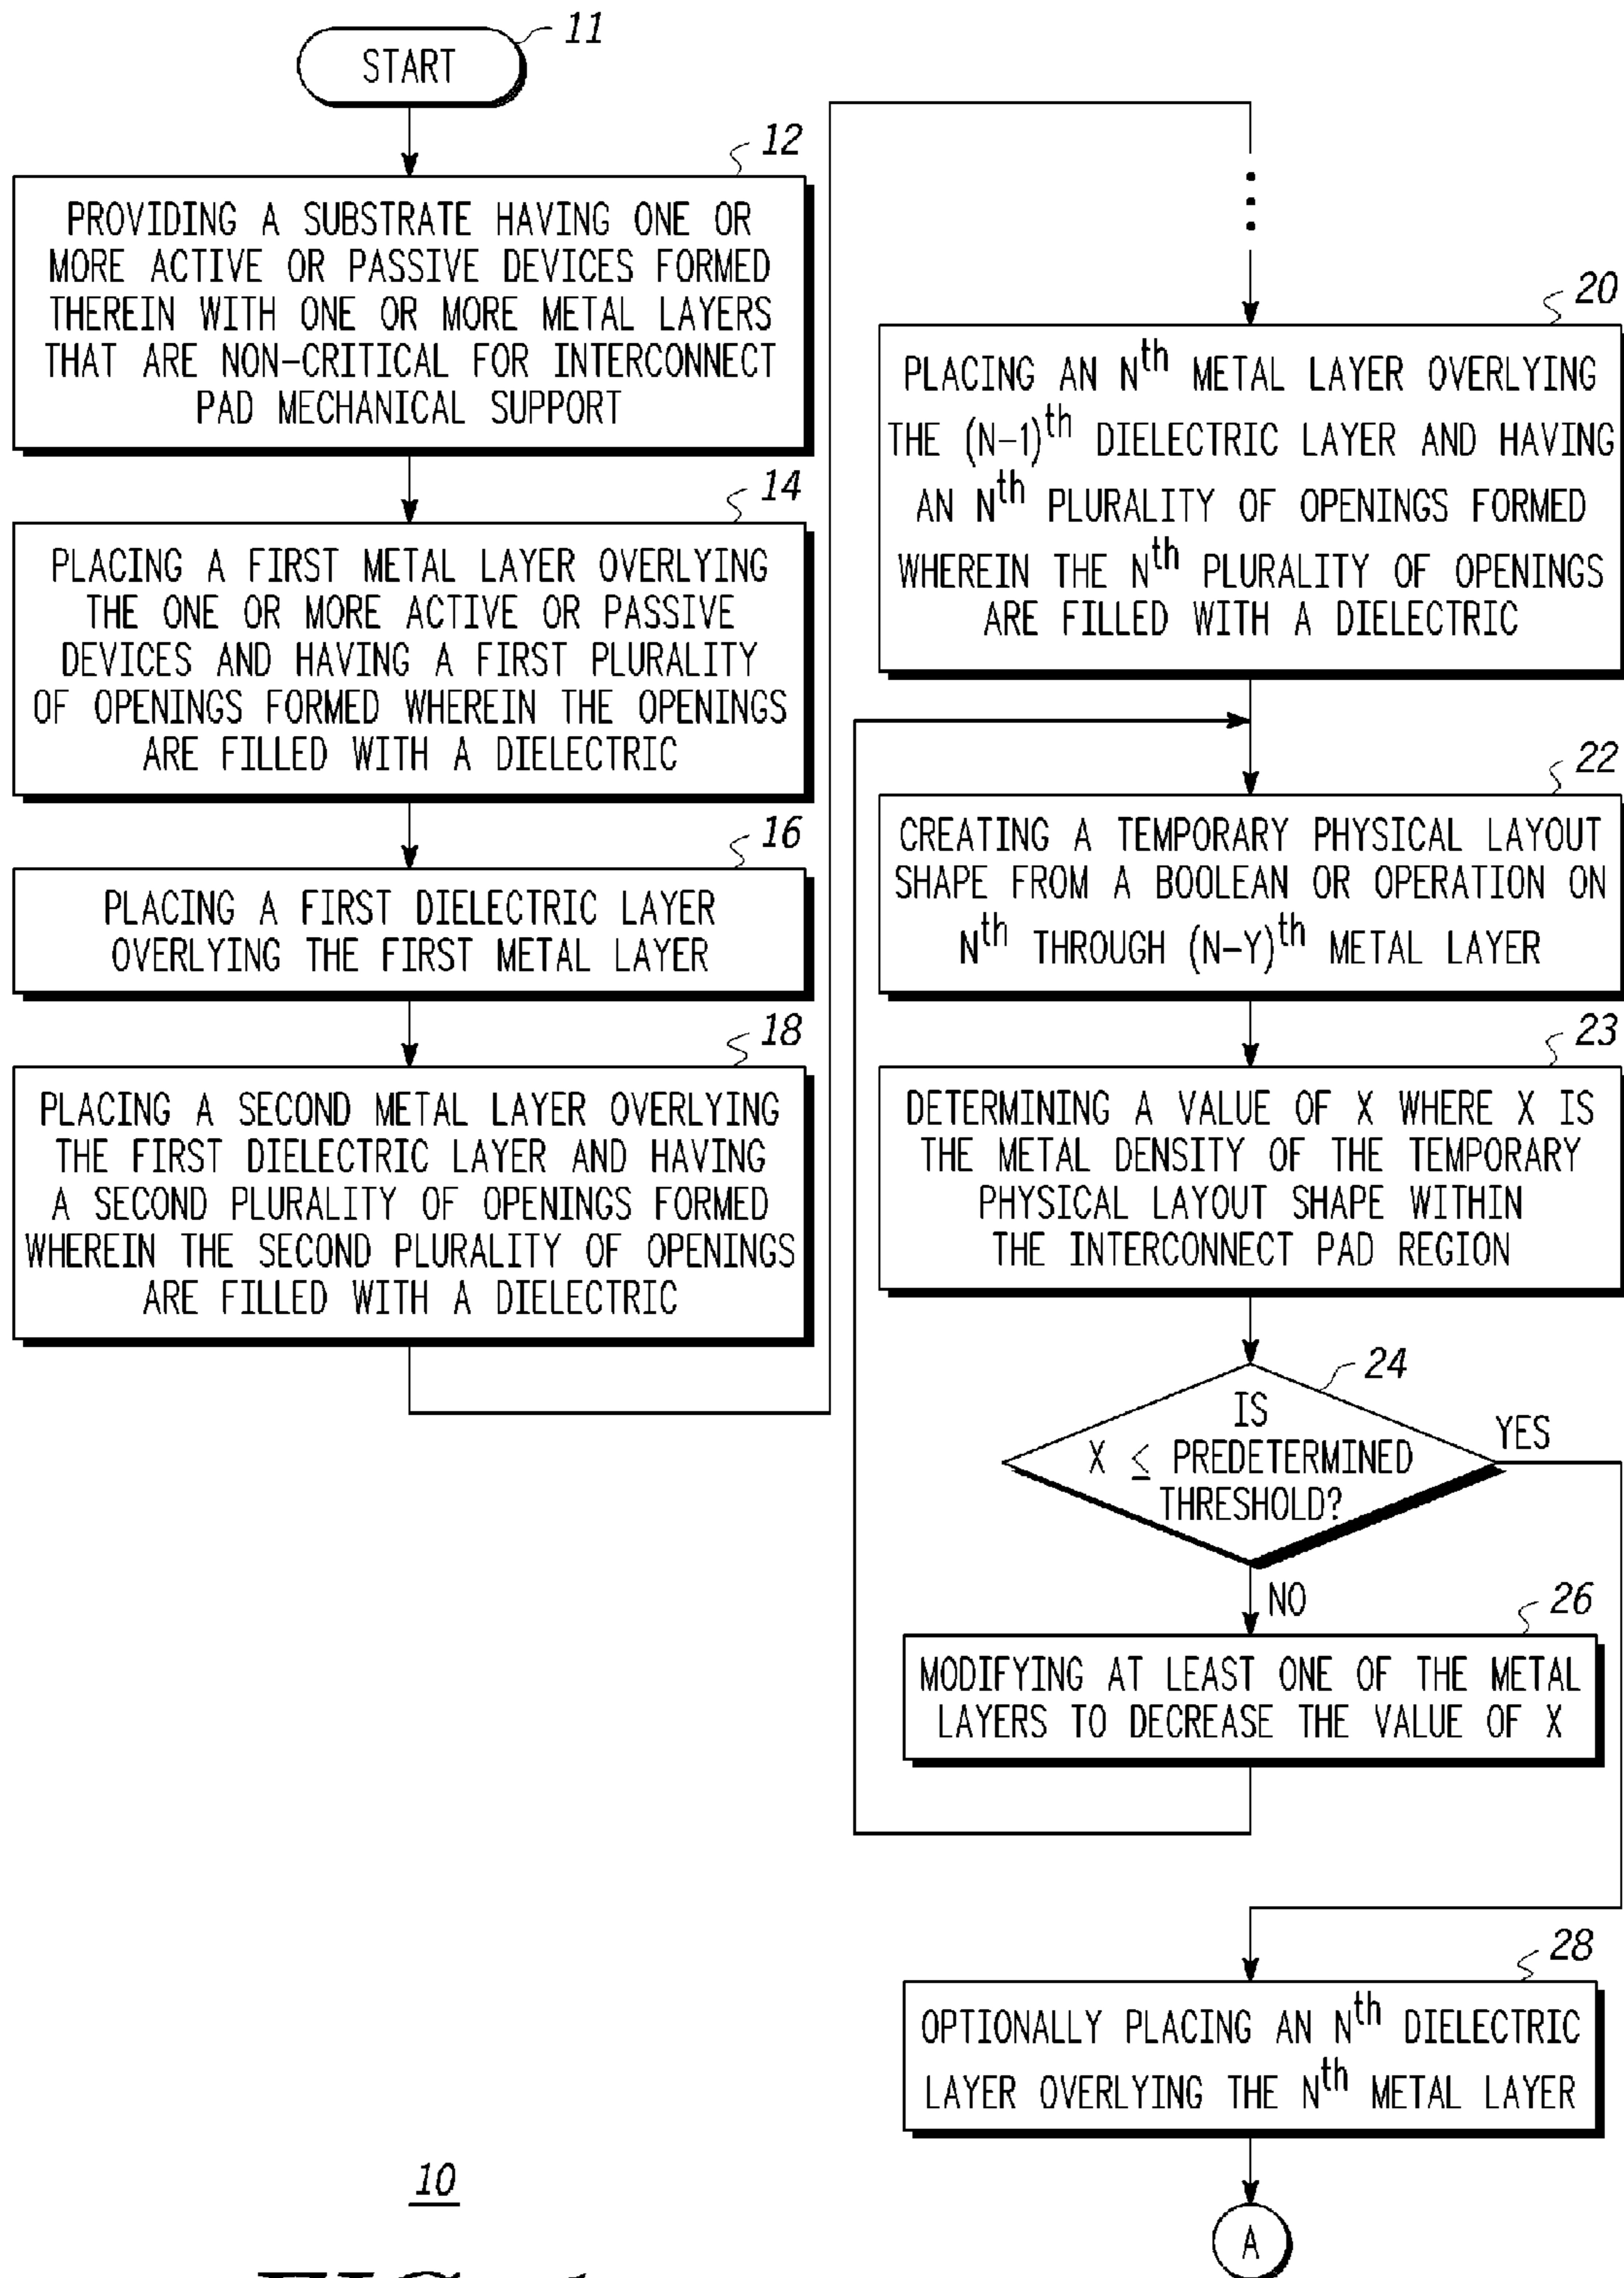 START
11
12
PROVIDING A SUBSTRATE HAVING ONE OR
MORE ACTIVE OR PASSIVE DEVICES FORMED
THEREIN WITH ONE OR MORE METAL LAYERS
THAT ARE NON-CRITICAL FOR INTERCONNECT
PAD MECHANICAL SUPPORT
14
PLACING A FIRST METAL LAYER OVERLYING
THE ONE OR MORE ACTIVE OR PASSIVE
DEVICES AND HAVING A FIRST PLURALITY
OF OPENINGS FORMED WHEREIN THE OPENINGS
ARE FILLED WITH A DIELECTRIC
16
PLACING A FIRST DIELECTRIC LAYER
OVERLYING THE FIRST METAL LAYER
18
PLACING A SECOND METAL LAYER OVERLYING
THE FIRST DIELECTRIC LAYER AND HAVING
A SECOND PLURALITY OF OPENINGS FORMED
WHEREIN THE SECOND PLURALITY OF OPENINGS
ARE FILLED WITH A DIELECTRIC
20
PLACING AN Nth METAL LAYER OVERLYING
THE (N-1)th DIELECTRIC LAYER AND HAVING
AN Nth PLURALITY OF OPENINGS FORMED
WHEREIN THE Nth PLURALITY OF OPENINGS
ARE FILLED WITH A DIELECTRIC
22
CREATING A TEMPORARY PHYSICAL LAYOUT
SHAPE FROM A BOOLEAN OR OPERATION ON
Nth THROUGH (N-Y)th METAL LAYER
23
DETERMINING A VALUE OF X WHERE X IS
THE METAL DENSITY OF THE TEMPORARY
PHYSICAL LAYOUT SHAPE WITHIN
THE INTERCONNECT PAD REGION
24
IS
X ≤ PREDETERMINED
THRESHOLD?
YES
NO
26
MODIFYING AT LEAST ONE OF THE METAL
LAYERS TO DECREASE THE VALUE OF X
28
OPTIONALLY PLACING AN Nth DIELECTRIC
LAYER OVERLYING THE Nth METAL LAYER
A
10